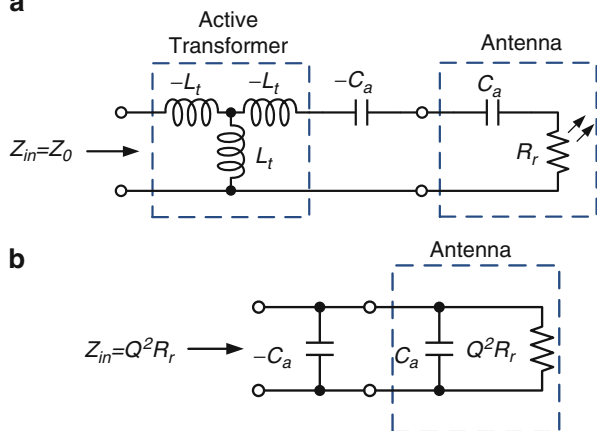 a
Active
Transformer
Antenna
–Lt –Lt –Ca Ca
Zin=Z0
Lt
Rr
b
Antenna
Zin=Q²Rr
–Ca Ca Q²Rr